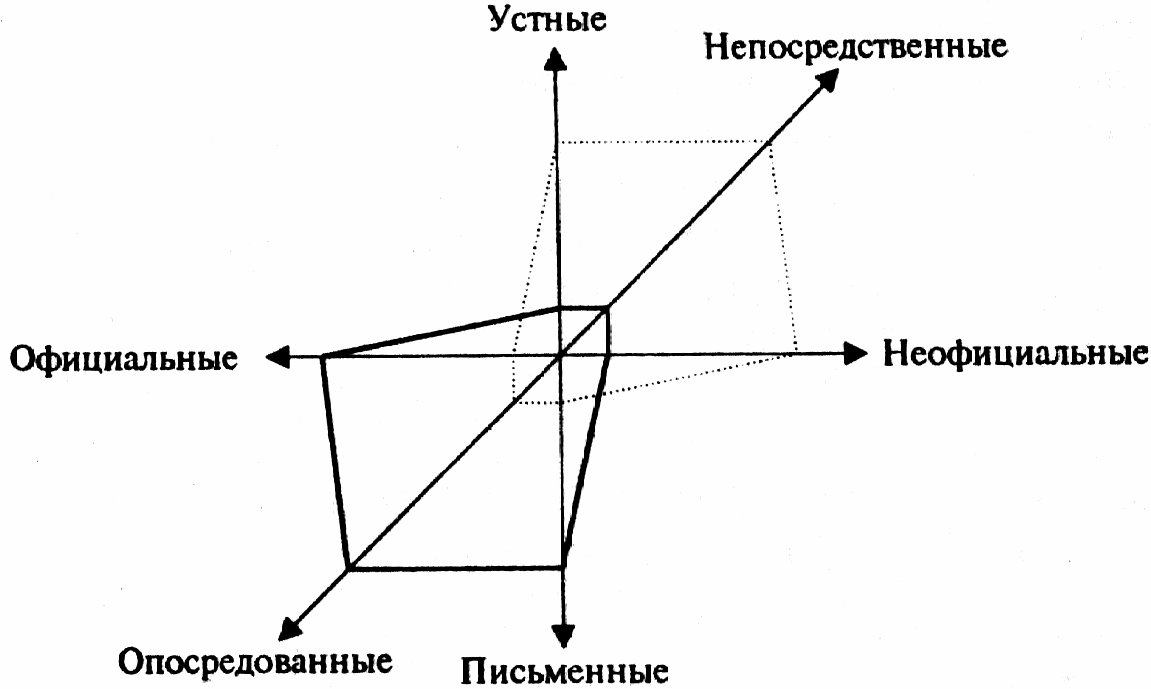 Устные
Непосредственные
Официальные
Неофициальные
Опосредованные
Письменные